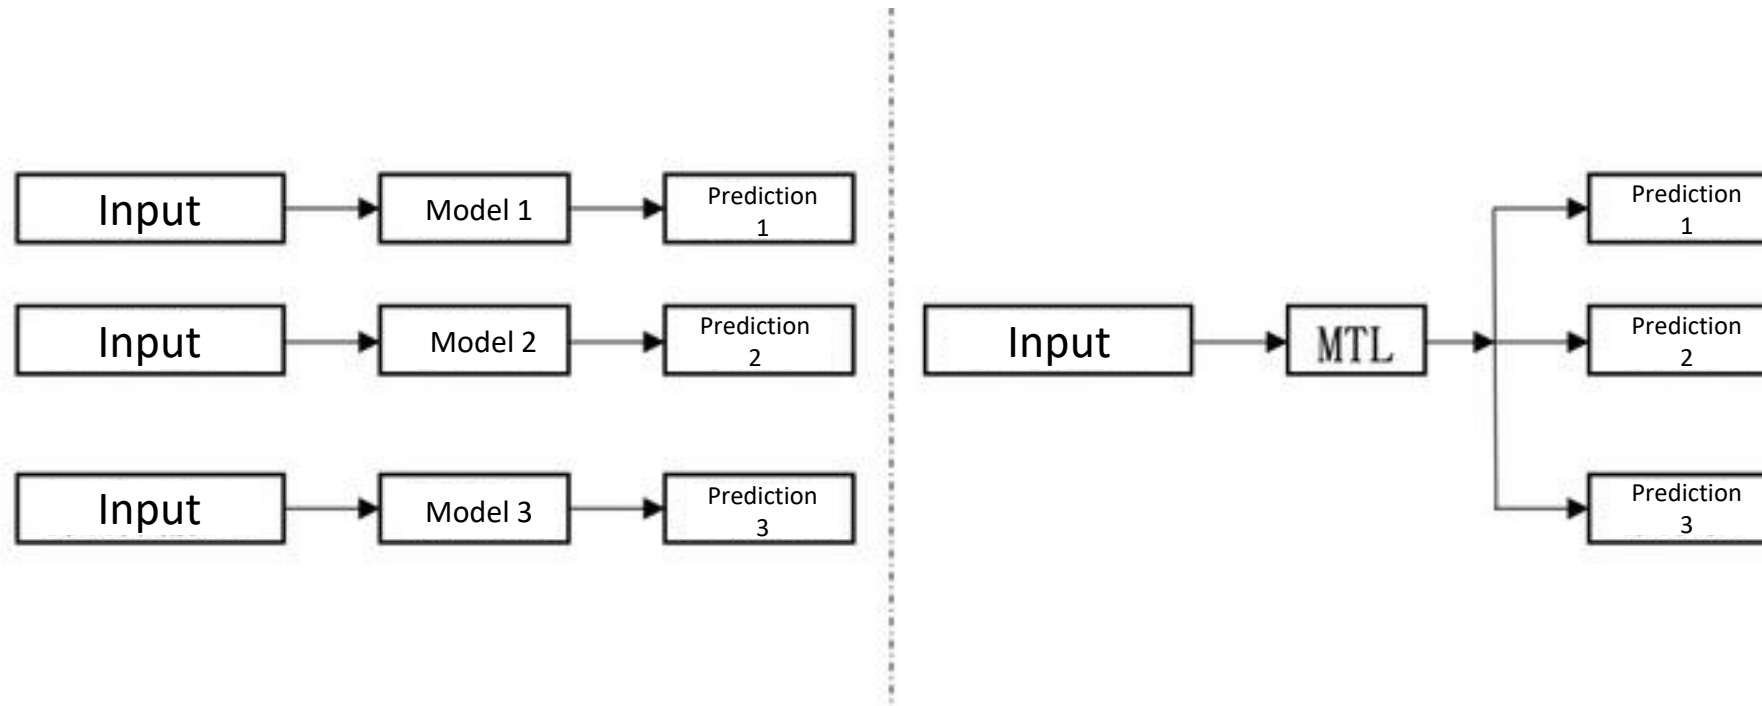 Input
Model 1
Prediction
1
Input
Model 2
Prediction
2
Input
Model 3
Prediction
3
Input
MTL
Prediction
1
Prediction
2
Prediction
3